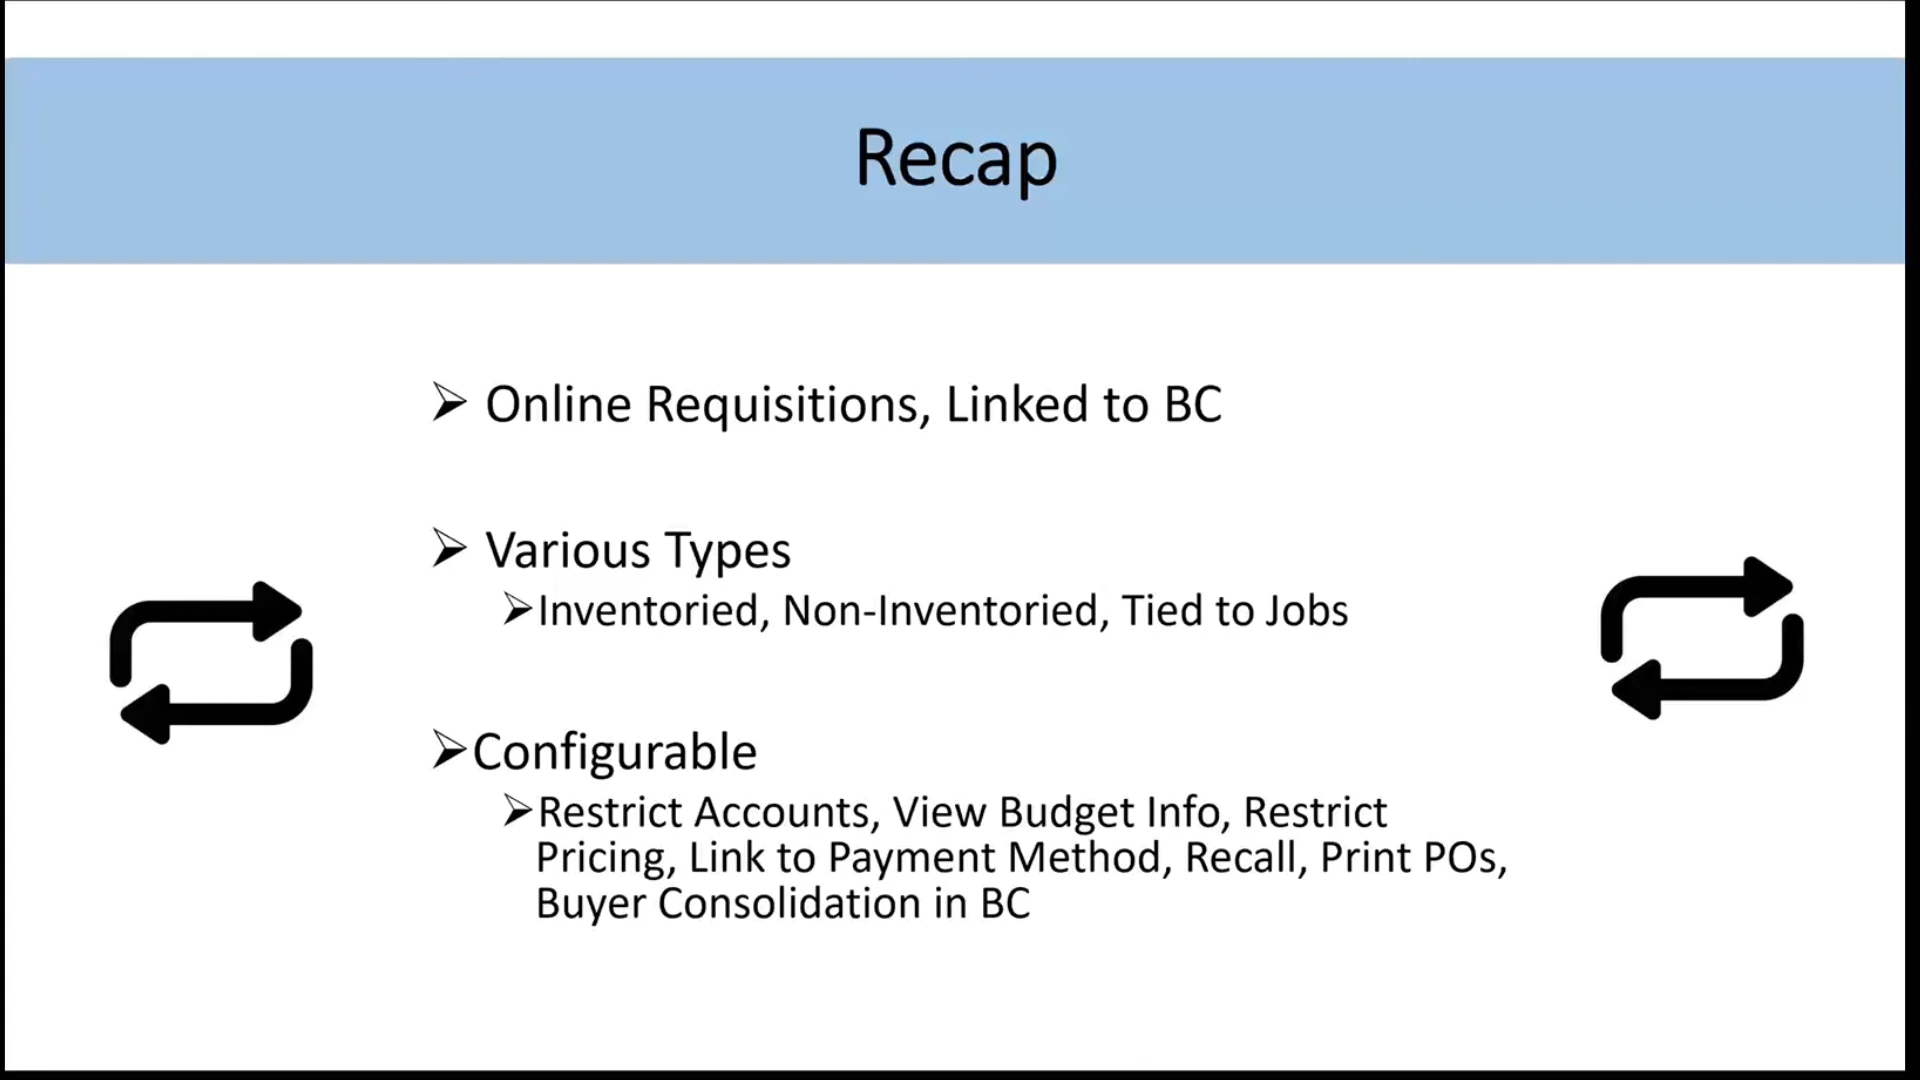 Recap
➢ Online Requisitions, Linked to BC
➢ Various Types
➢Inventoried, Non-Inventoried, Tied to Jobs
➢Configurable
➢Restrict Accounts, View Budget Info, Restrict
Pricing, Link to Payment Method, Recall, Print POs,
Buyer Consolidation in BC